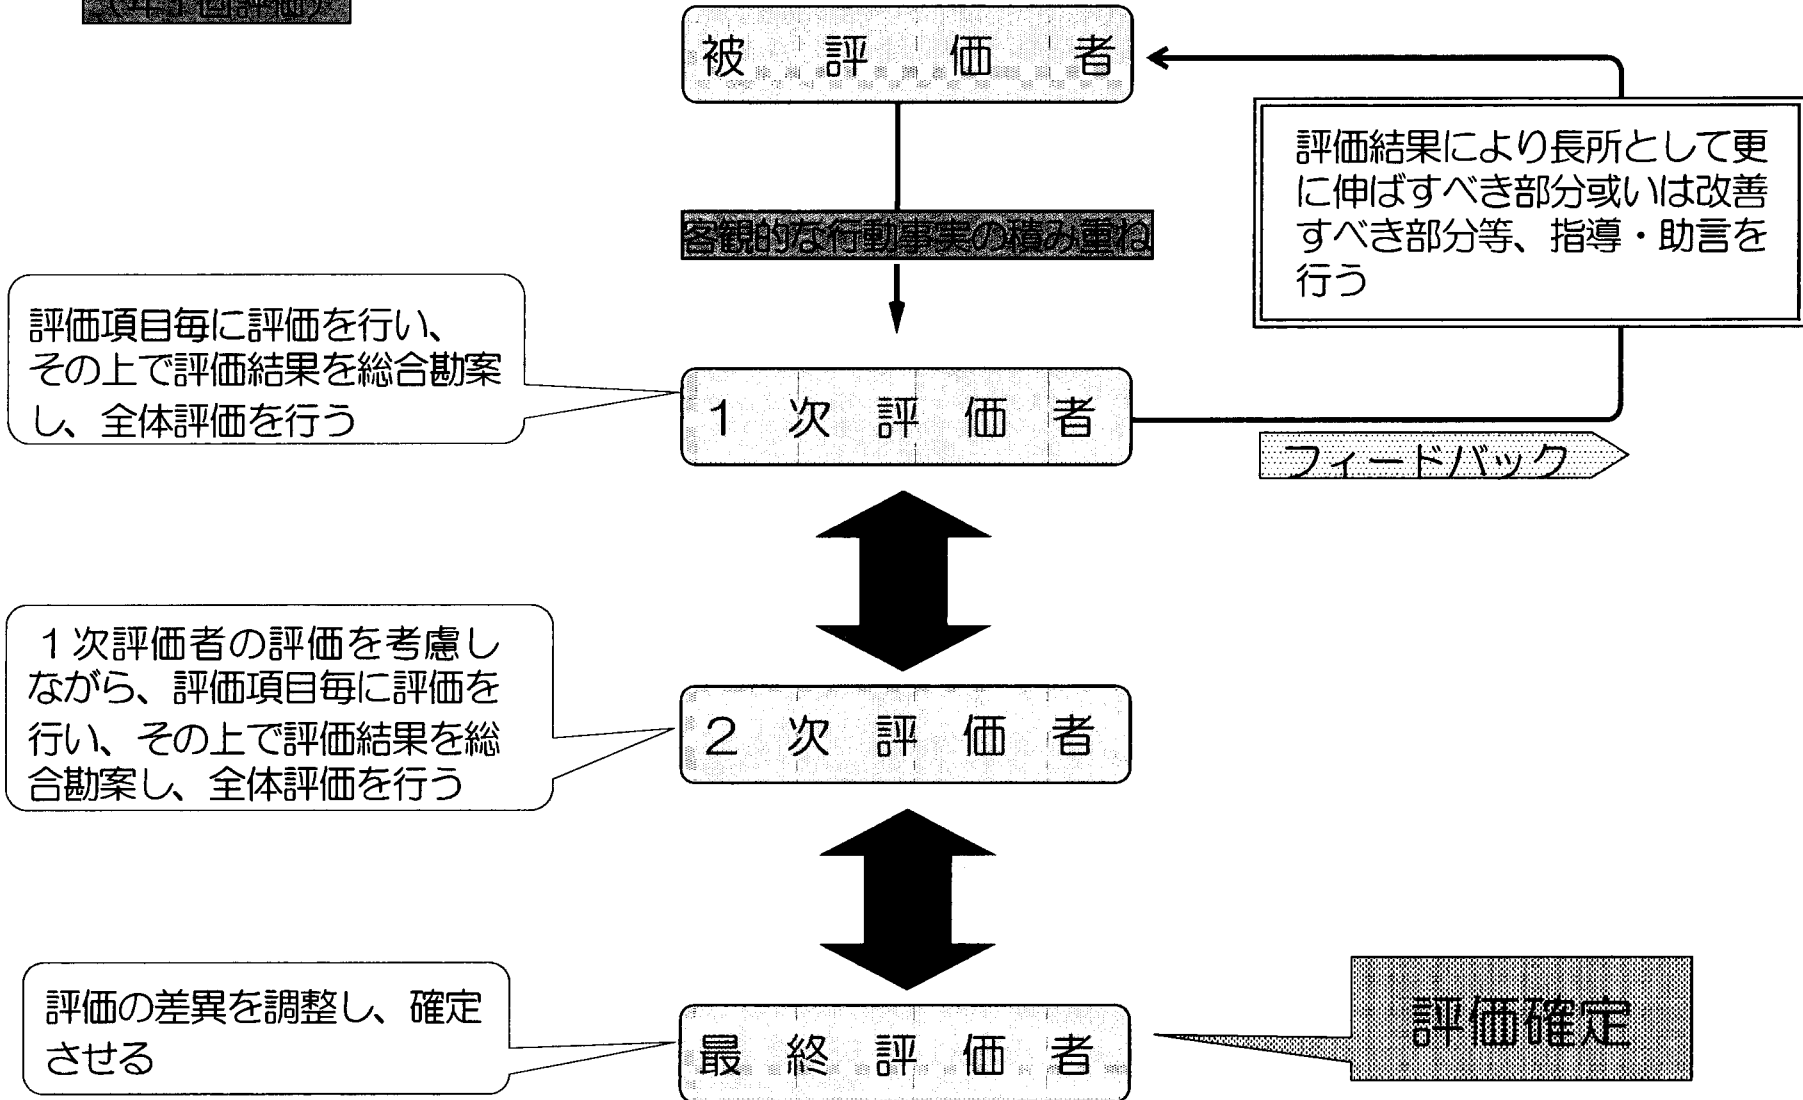 (年1回評価)
被評価者
評価結果により長所として更
に伸ばすべき部分或いは改善
すべき部分等、指導・助言を
行う
客観的な行動事実の積み重ね
評価項目毎に評価を行い、
その上で評価結果を総合勘案
し、全体評価を行う
1次評価者
フィードバック
1次評価者の評価を考慮し
ながら、評価項目毎に評価を
行い、その上で評価結果を総
合勘案し、全体評価を行う
2次評価者
評価の差異を調整し、確定
させる
最終評価者
評価確定